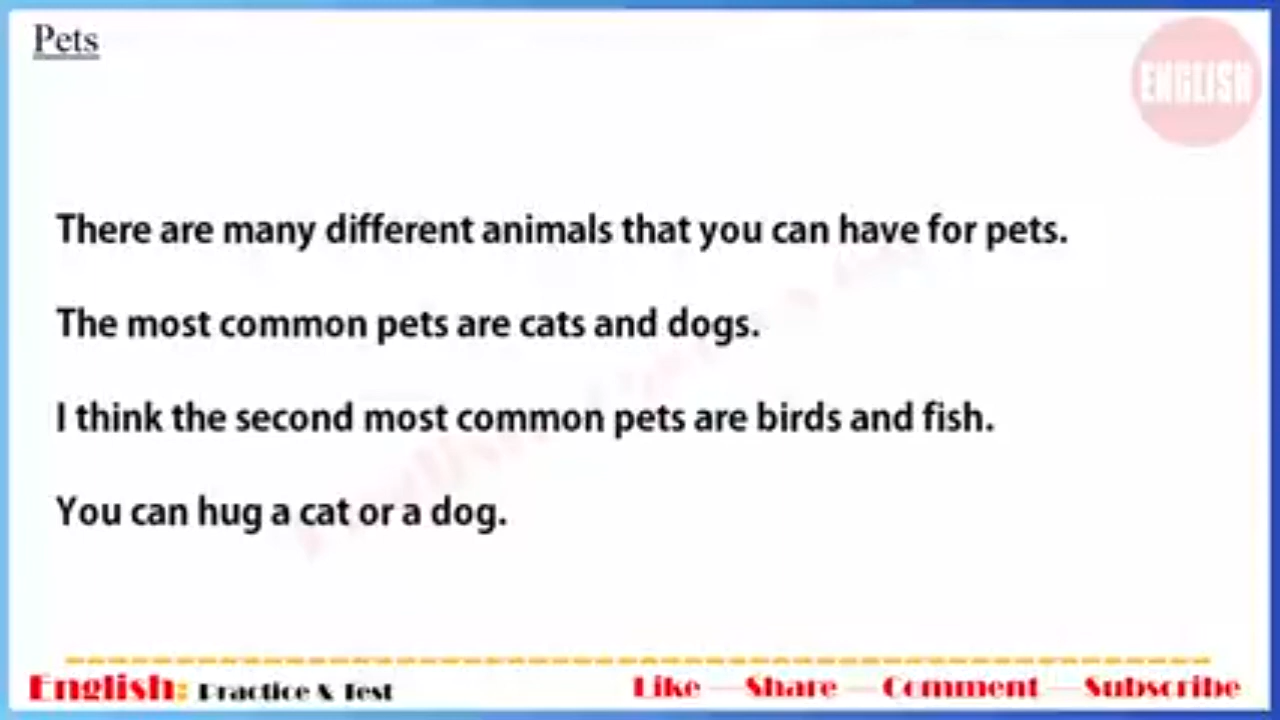 Pets
ENGLISH
There are many different animals that you can have for pets.
The most common pets are cats and dogs.
I think the second most common pets are birds and fish.
You can hug a cat or a dog.
English: Practice & Test
Like — Share — Comment — Subscribe